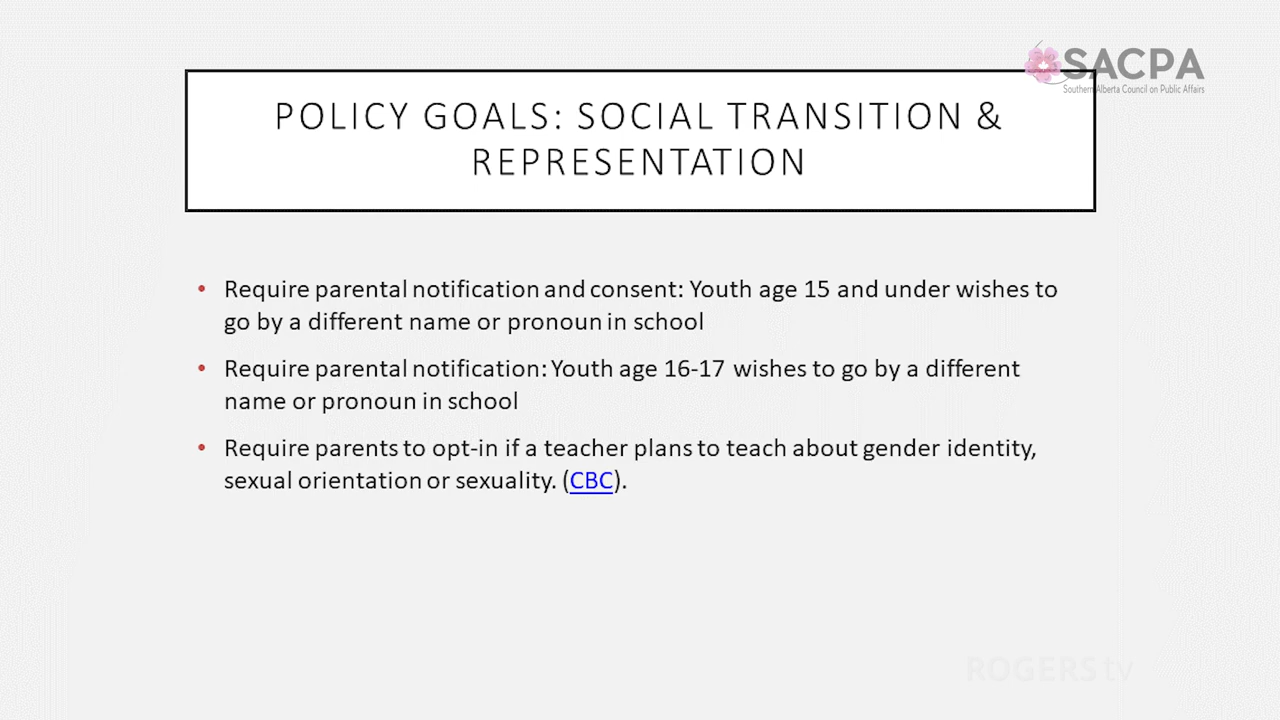 SACPA
Southern Alberta Council on Public Affairs
POLICY GOALS: SOCIAL TRANSITION &
REPRESENTATION
• Require parental notification and consent: Youth age 15 and under wishes to
go by a different name or pronoun in school
• Require parental notification: Youth age 16-17 wishes to go by a different
name or pronoun in school
• Require parents to opt-in if a teacher plans to teach about gender identity,
sexual orientation or sexuality. (CBC).
ROGERS tv